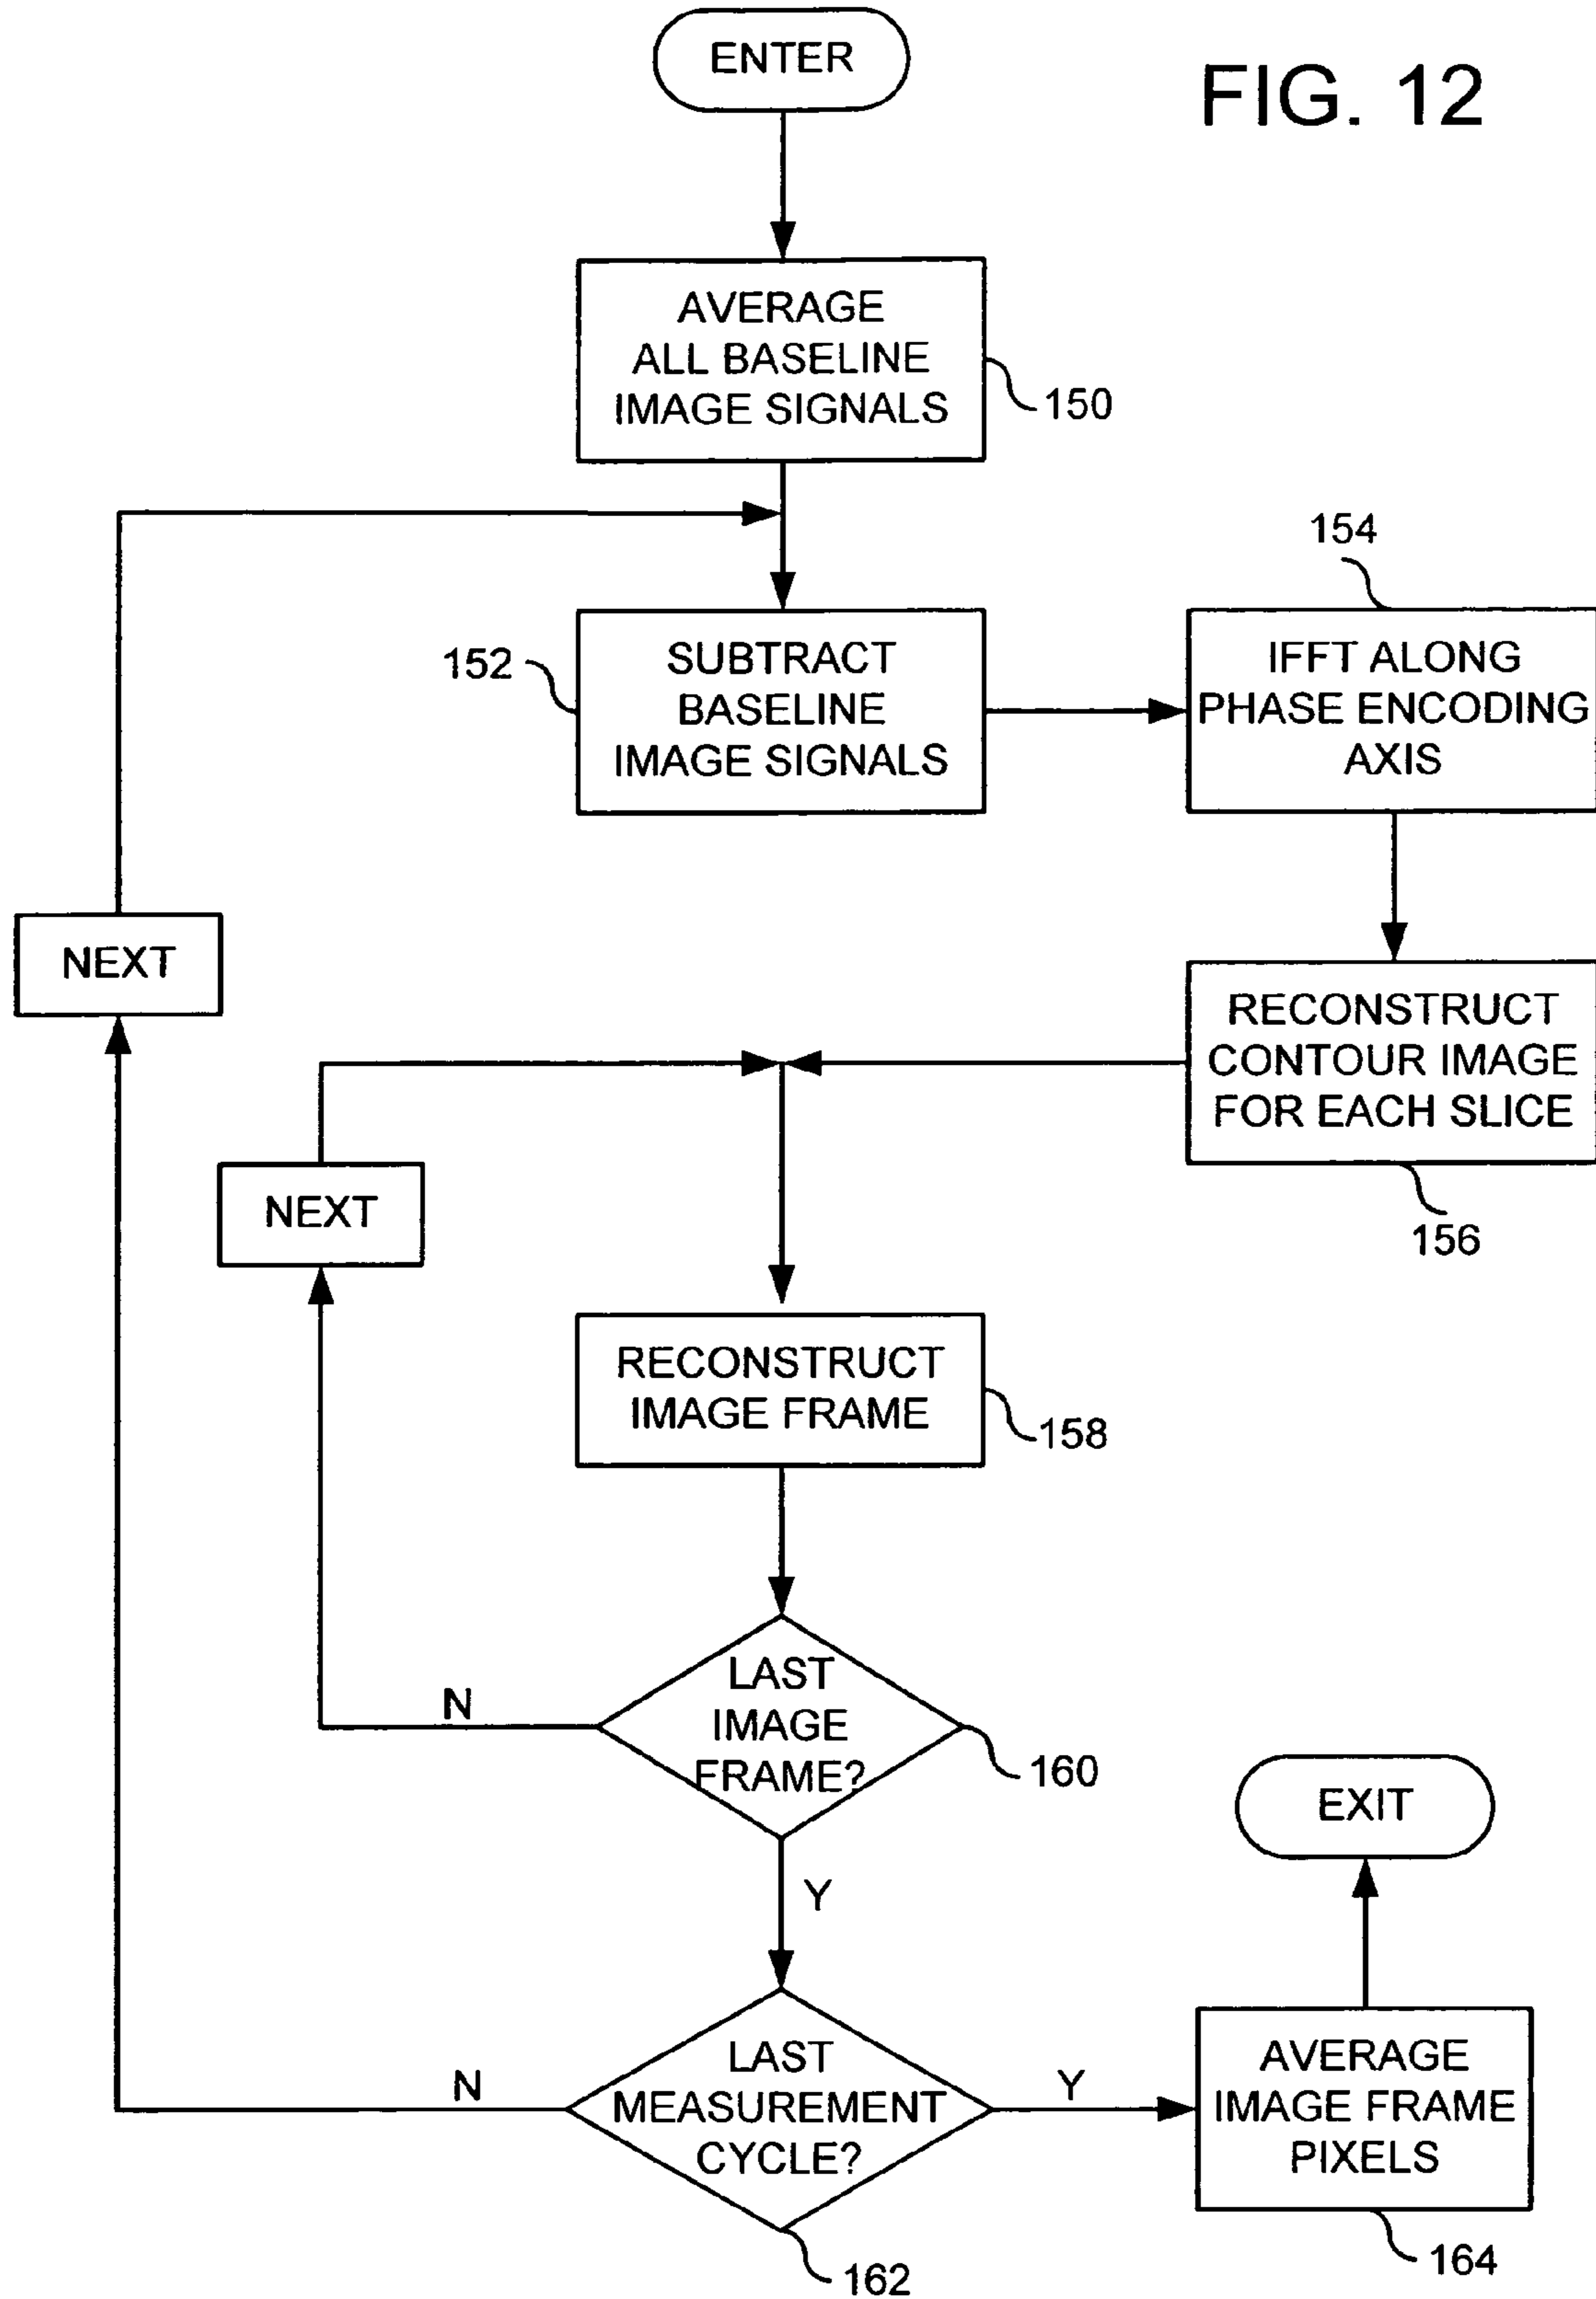 ENTER
FIG. 12
AVERAGE
ALL BASELINE
IMAGE SIGNALS
150
154
152
SUBTRACT
BASELINE
IMAGE SIGNALS
IFFT ALONG
PHASE ENCODING
AXIS
NEXT
RECONSTRUCT
CONTOUR IMAGE
FOR EACH SLICE
156
NEXT
RECONSTRUCT
IMAGE FRAME
158
LAST
IMAGE
FRAME?
N
160
EXIT
Y
LAST
MEASUREMENT
CYCLE?
N
Y
AVERAGE
IMAGE FRAME
PIXELS
162
164